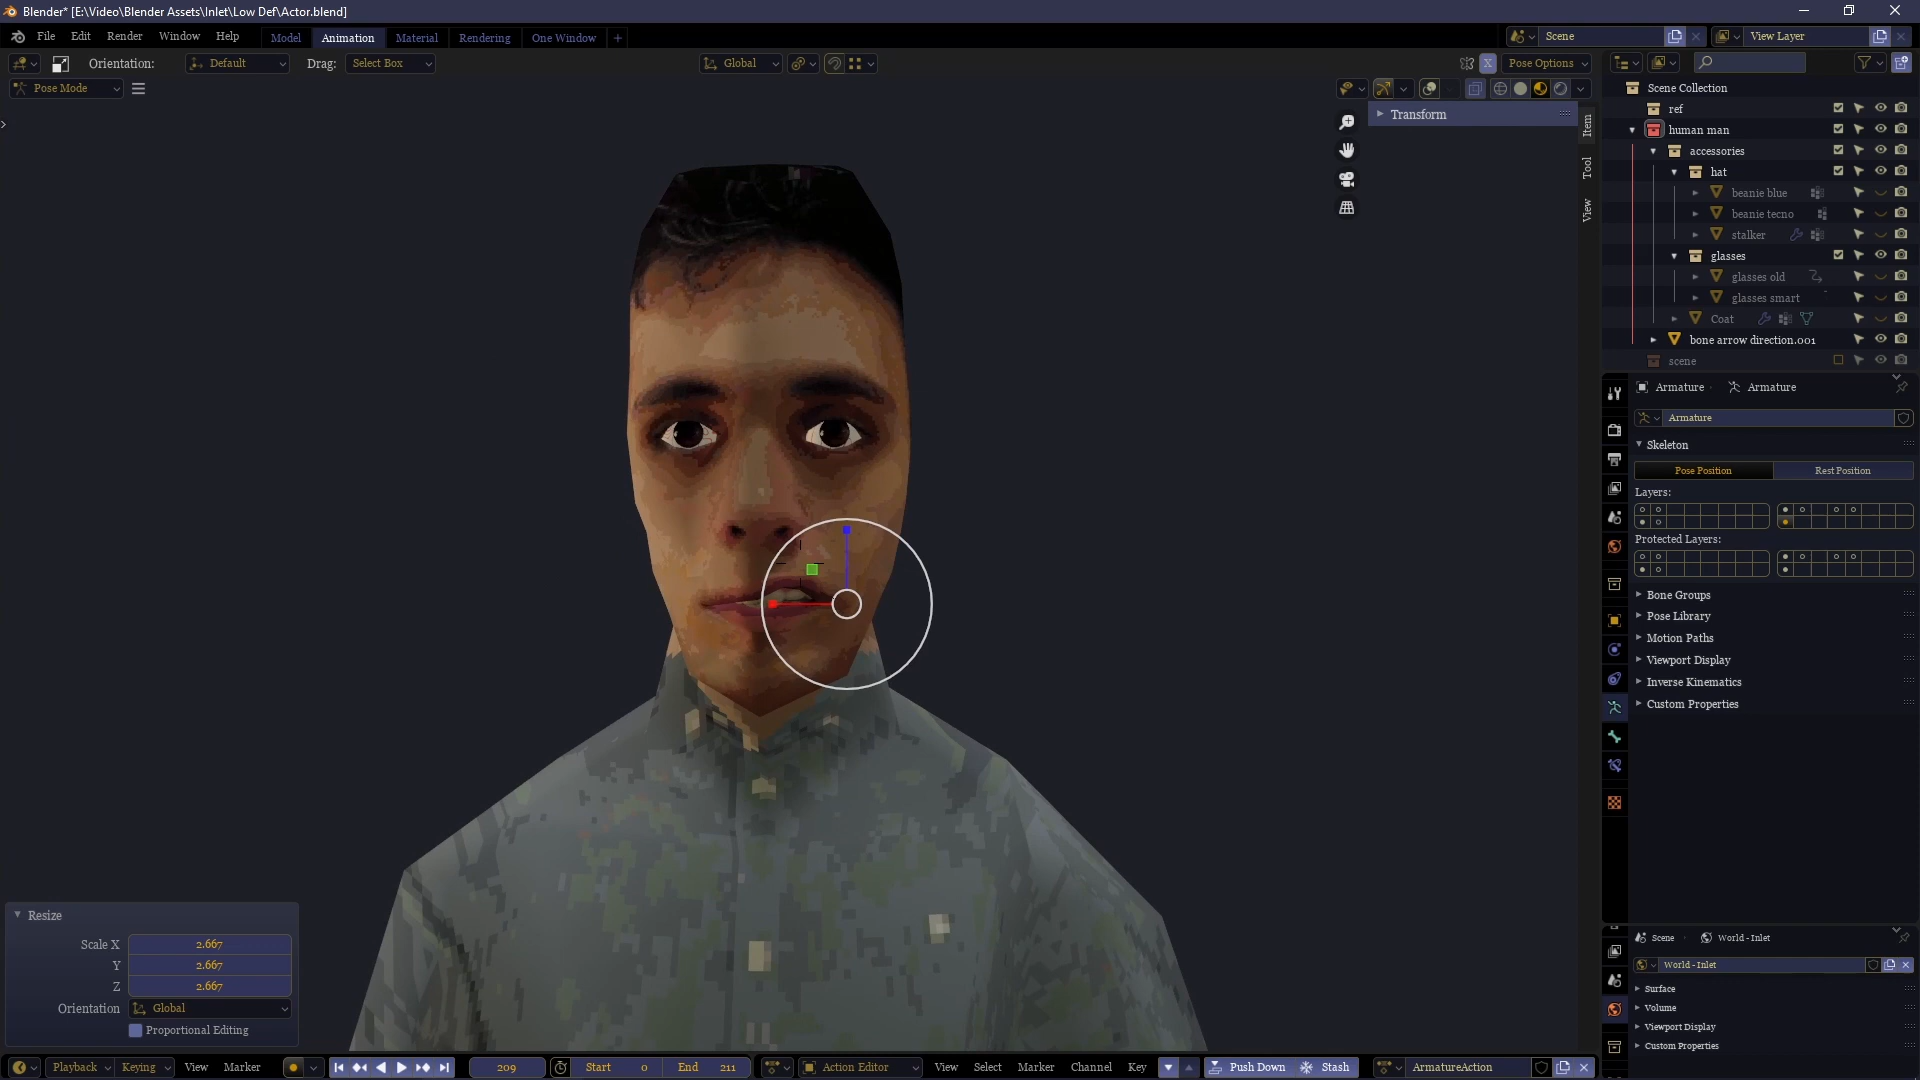 Blender* [E:\Video\Blender Assets\Inlet\Low Def\Actor.blend]
File Edit Render Window Help Model Animation Material Rendering One Window + Scene View Layer
Orientation: Default Drag: Select Box Global X Pose Options
Pose Mode
Transform
Item
Tool
View
Scene Collection
ref
human man
accessories
hat
beanie blue
beanie tecno
stalker
glasses
glasses old
glasses smart
Coat
bone arrow direction.001
scene
Armature Armature
Armature
Skeleton
Pose Position Rest Position
Layers:
Protected Layers:
Bone Groups
Pose Library
Motion Paths
Viewport Display
Inverse Kinematics
Custom Properties
Scene World - Inlet
World - Inlet
Surface
Volume
Viewport Display
Custom Properties
Resize
Scale X 2.667
Y 2.667
Z 2.667
Orientation Global
Proportional Editing
Playback Keying View Marker 209 Start 0 End 211 Action Editor View Select Marker Channel Key Push Down Stash ArmatureAction